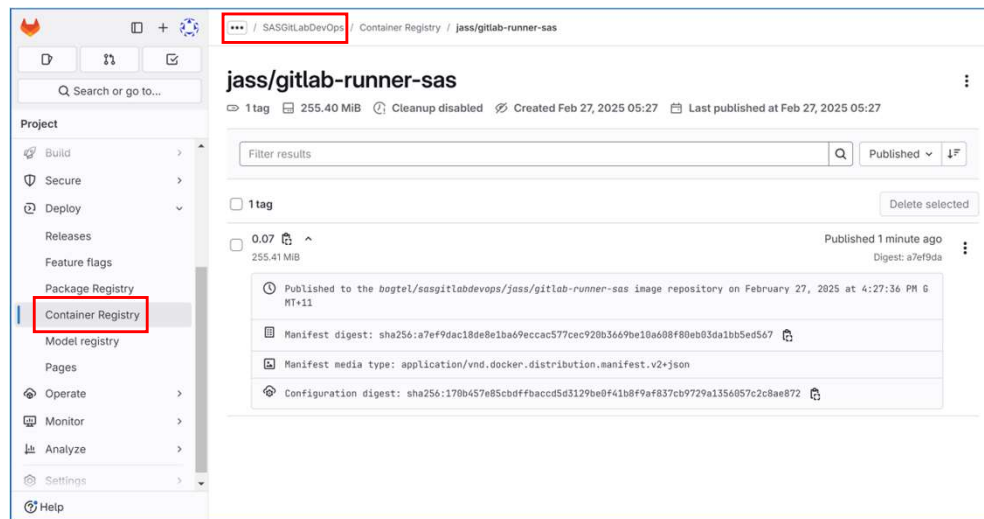 ... / SASGitLabDevOps / Container Registry / jass/gitlab-runner-sas
Search or go to...
Project
Build
Secure
Deploy
Releases
Feature flags
Package Registry
Container Registry
Model registry
Pages
Operate
Monitor
Analyze
Settings
Help
jass/gitlab-runner-sas
1 tag 255.40 MiB Cleanup disabled Created Feb 27, 2025 05:27 Last published at Feb 27, 2025 05:27
Filter results Published
1 tag Delete selected
0.07 Published 1 minute ago
255.41 MiB Digest: a7ef9da
Published to the bogtel/sasgitlabdevops/jass/gitlab-runner-sas image repository on February 27, 2025 at 4:27:36 PM G
MT+11
Manifest digest: sha256:a7ef9dac18de8e1ba69eccac577cec920b3669be10a608f80eb03da1bb5ed567
Manifest media type: application/vnd.docker.distribution.manifest.v2+json
Configuration digest: sha256:170b457e85cbdffbaccd5d3129be0f41b8f9af837cb9729a1356057c2c8ae872